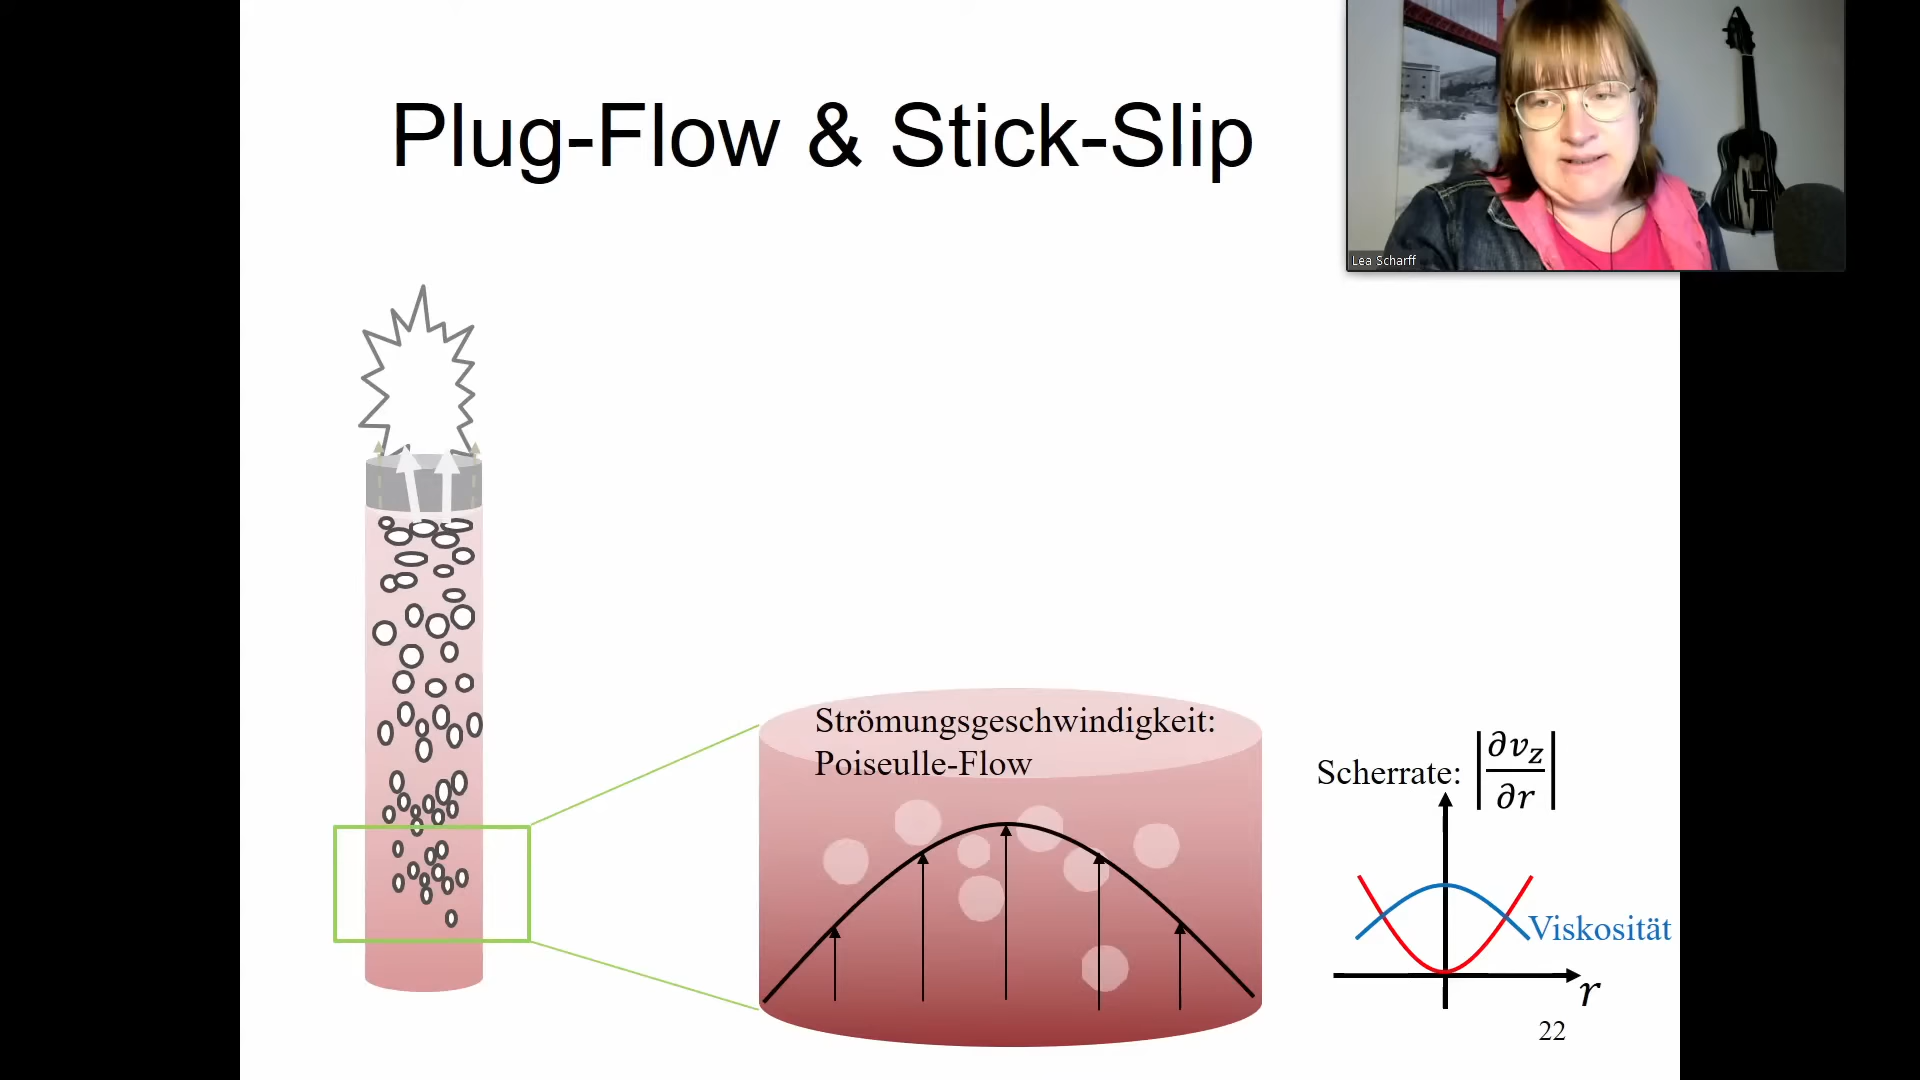 Plug-Flow & Stick-Slip
Lea Scharff
Strömungsgeschwindigkeit:
Poiseulle-Flow
Scherrate: |∂v_z/∂r|
Viskosität
r
22